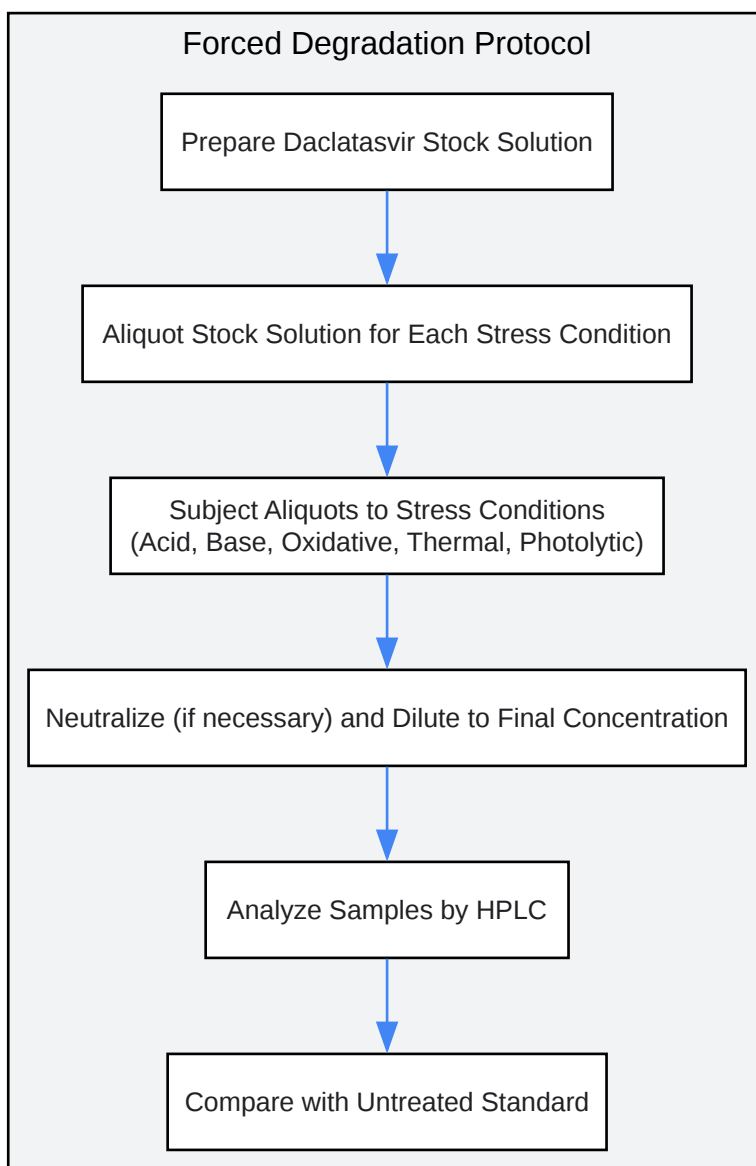 Forced Degradation Protocol
Prepare Daclatasvir Stock Solution
Aliquot Stock Solution for Each Stress Condition
Subject Aliquots to Stress Conditions
(Acid, Base, Oxidative, Thermal, Photolytic)
Neutralize (if necessary) and Dilute to Final Concentration
Analyze Samples by HPLC
Compare with Untreated Standard